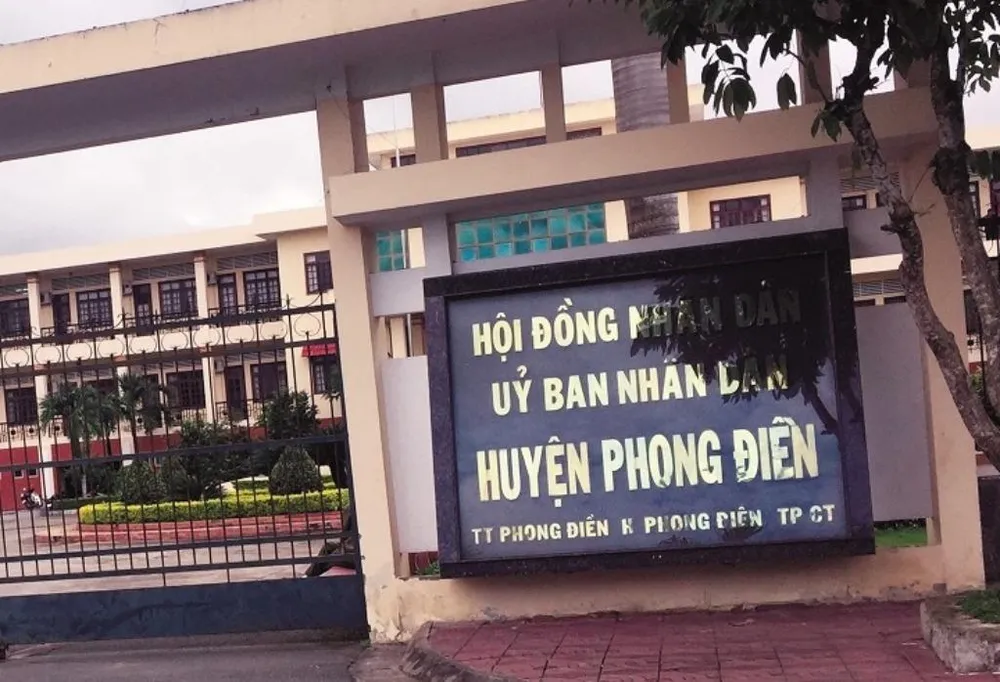 HỘI ĐỒNG NHÂN DÂN
UỶ BAN NHÂN DÂN
HUYỆN PHONG ĐIỀN
TT PHONG ĐIỀN H PHONG ĐIỀN TP CT